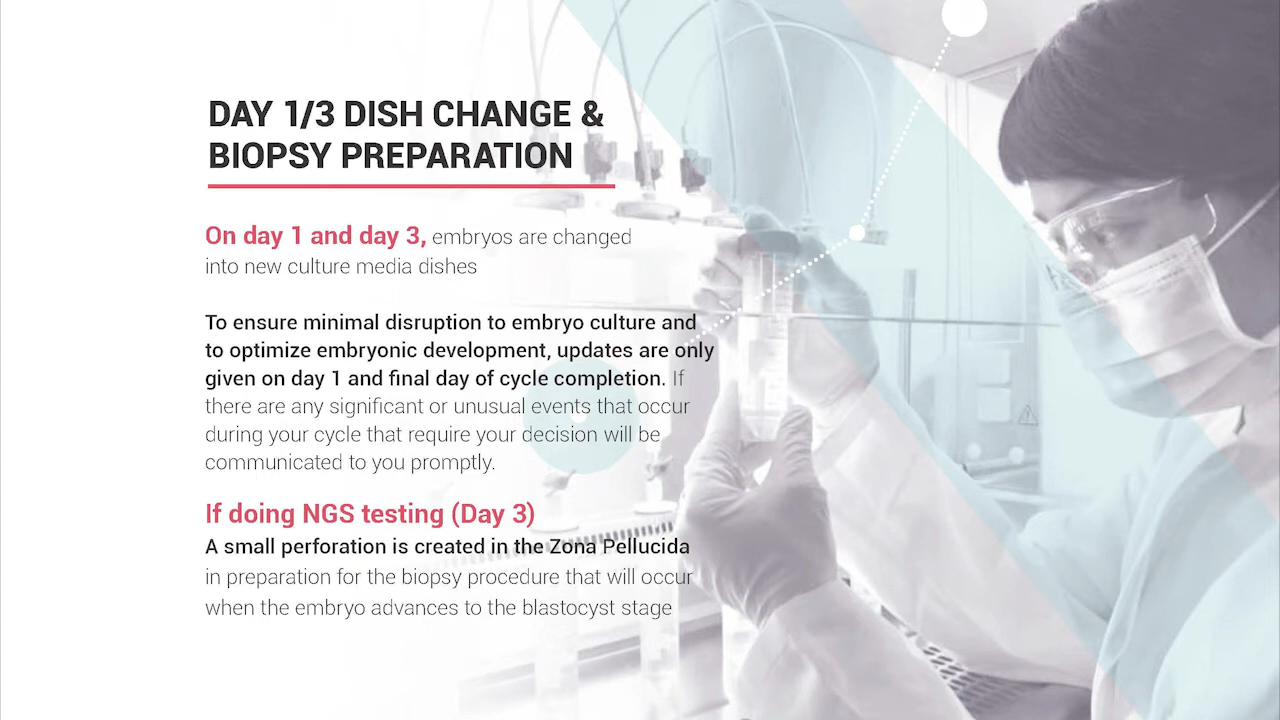 DAY 1/3 DISH CHANGE &
BIOPSY PREPARATION
On day 1 and day 3, embryos are changed
into new culture media dishes
To ensure minimal disruption to embryo culture and
to optimize embryonic development, updates are only
given on day 1 and final day of cycle completion. If
there are any significant or unusual events that occur
during your cycle that require your decision will be
communicated to you promptly.
If doing NGS testing (Day 3)
A small perforation is created in the Zona Pellucida
in preparation for the biopsy procedure that will occur
when the embryo advances to the blastocyst stage